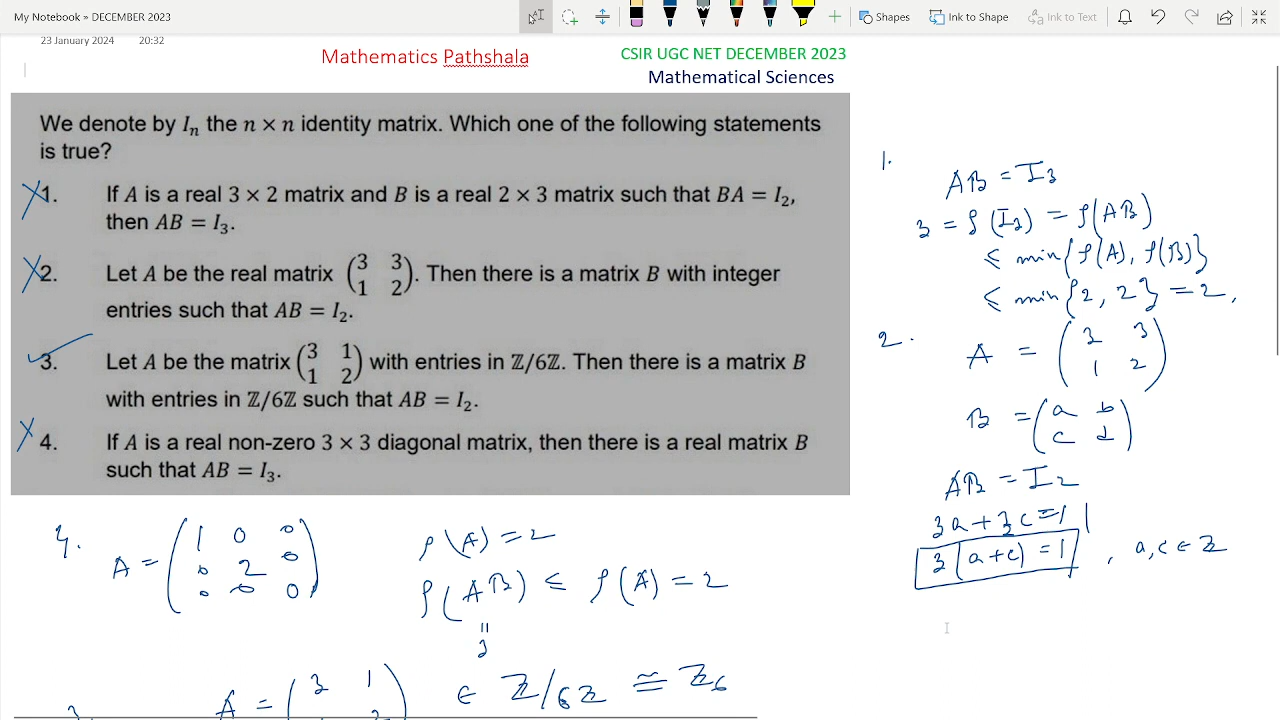 My Notebook » DECEMBER 2023
Shapes
Ink to Shape
Ink to Text
23 January 2024 20:32
Mathematics Pathshala
CSIR UGC NET DECEMBER 2023
Mathematical Sciences
We denote by Iₙ the n × n identity matrix. Which one of the following statements
is true?
1. If A is a real 3 × 2 matrix and B is a real 2 × 3 matrix such that BA = I₂,
then AB = I₃.
2. Let A be the real matrix (3 3
1 2). Then there is a matrix B with integer
entries such that AB = I₂.
3. Let A be the matrix (3 1
1 2) with entries in ℤ/6ℤ. Then there is a matrix B
with entries in ℤ/6ℤ such that AB = I₂.
4. If A is a real non-zero 3 × 3 diagonal matrix, then there is a real matrix B
such that AB = I₃.
1.
AB = I₃
3 = ρ(I₃) = ρ(AB)
≤ min{ρ(A), ρ(B)}
≤ min{2, 2} = 2,
2.
A = (3 3
1 2)
B = (a b
c d)
AB = I₂
3a + 3c = 1
3(a+c) = 1, a, c ∈ ℤ
4.
A = (1 0 0
0 2 0
0 0 0)
ρ(A) = 2
ρ(AB) ≤ ρ(A) = 2
=
3
A = (3 1
∈ ℤ/6ℤ ≅ ℤ₆